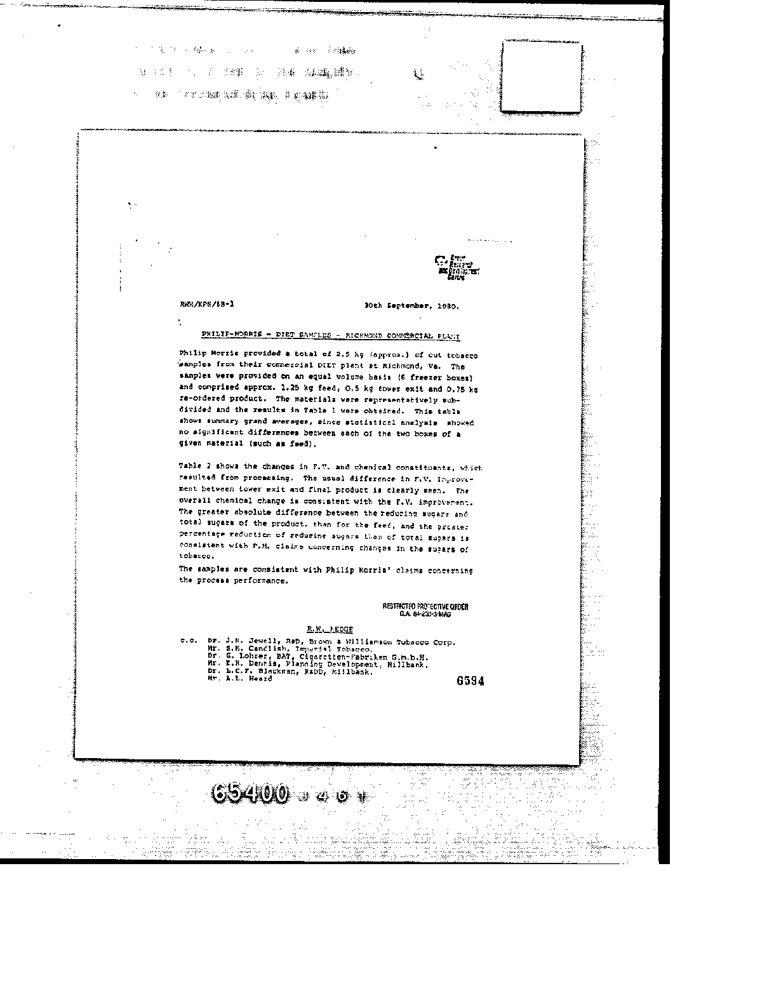 Group
Research
and Development
Centre
30th September, 1980.
PHILIP-MORRIS - DIET SAMPLES - RICHMOND COMMERCIAL PLANT
Philip Morris provided a total of 2.5 kg (approx.) of cut tobacco
samples from their commercial DIET plant at Richmond, Va. The
samples were provided on an equal volume basis (6 freezer boxes)
and comprised approx. 1.25 kg feed, 0.5 kg tower exit and 0.75 kg
re-ordered product. The materials were representatively sub-
divided and the results in Table 1 were obtained. This table
shows summary grand averages, since statistical analysis showed
no significant differences between each of the two boxes of a
given material (such as feed).
Table 2 shows the changes in F.V. and chemical constituents, which
resulted from processing. The usual difference in F.V. improve-
ment between tower exit and final product is clearly seen. The
overall chemical change is consistent with the F.V. improvement.
The greater absolute difference between the reducing sugars and
total sugars of the product, than for the feed, and the greater
percentage reduction of reducing sugars than of total sugars is
consistent with P.M. claims concerning changes in the sugars of
tobacco.
The samples are consistent with Philip Morris' claims concerning
the process performance.
RESTRICTED PROTECTIVE ORDER
C.A.
R.W. HEDGE
c.c. Dr. J.N. Jewell, R&D, Brown & Williamson Tobacco Corp.
Mr. S.M. Candlish, Imperial Tobacco.
Dr. G. Lohrer, BAT, Cigaretten-Fabriken G.m.b.H.
Mr. Dennis, Planning Development, Millbank.
Dr. L.C.F. Blackman, R&DD, Millbank.
Mr. A.L. Heard
6594
65400 3464